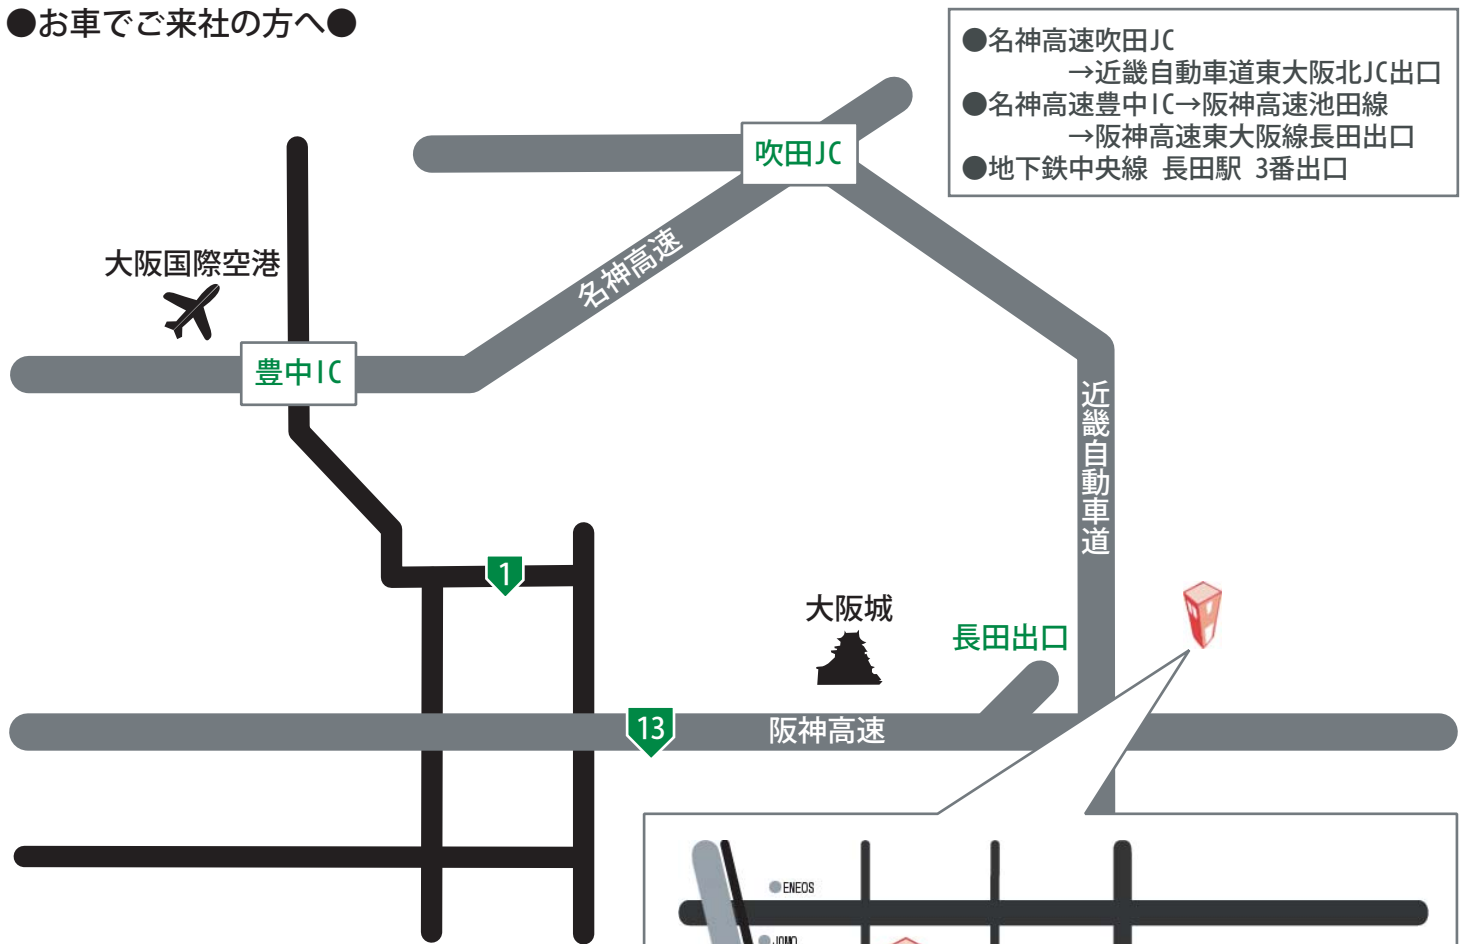 ●お車でご来社の方へ●
●名神高速吹田JC
→近畿自動車道東大阪北JC出口
●名神高速豊中IC→阪神高速池田線
→阪神高速東大阪線長田出口
●地下鉄中央線 長田駅 3番出口
吹田JC
大阪国際空港
名神高速
豊中IC
近畿自動車道
1
大阪城
長田出口
13
阪神高速
ENEOS
JOMO